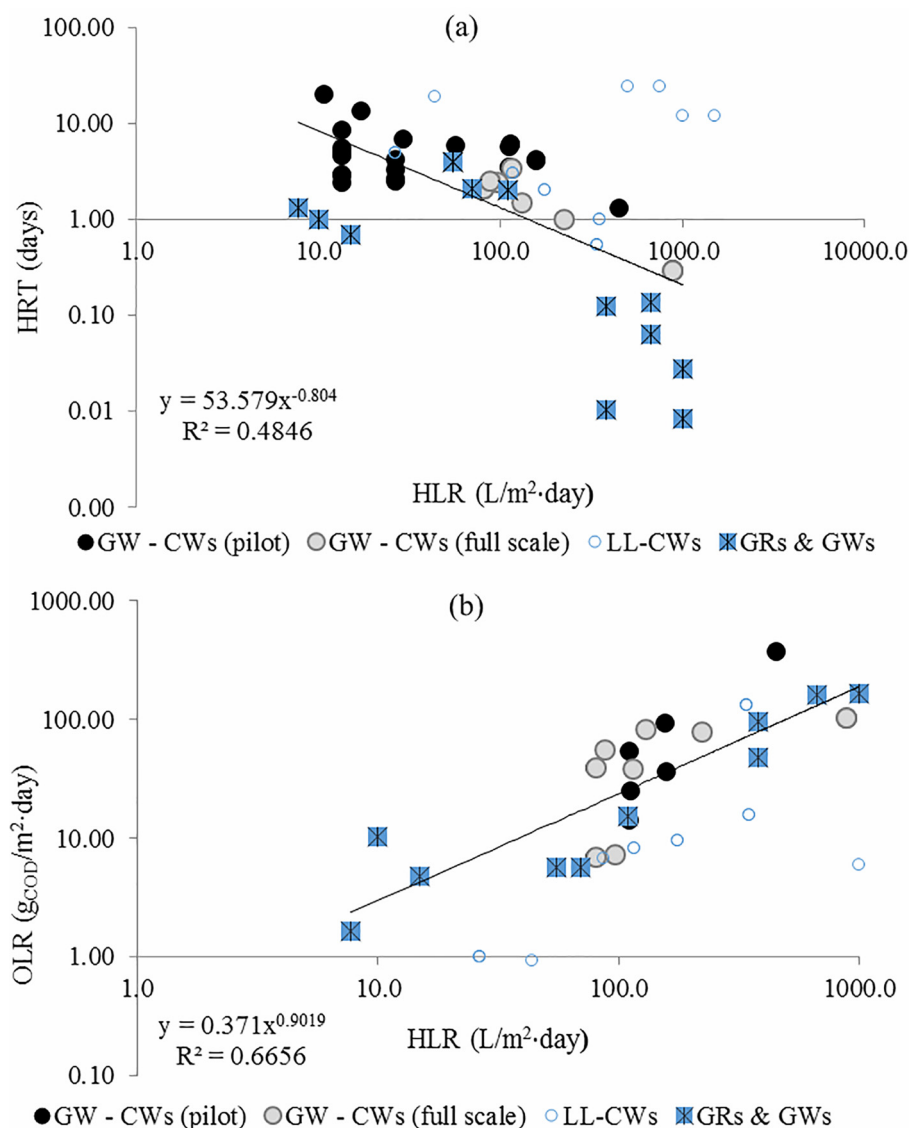 (a)
100.00
10.00
1.00
0.10
0.01
0.00
HRT (days)
1.0 10.0 100.0 1000.0 10000.0
y = 53.579x^-0.804
R² = 0.4846
HLR (L/m²·day)
GW - CWs (pilot) GW - CWs (full scale) LL-CWs GRs & GWs
(b)
1000.00
100.00
10.00
1.00
0.10
OLR (gCOD/m²·day)
1.0 10.0 100.0 1000.0
y = 0.371x^0.9019
R² = 0.6656
HLR (L/m²·day)
GW - CWs (pilot) GW - CWs (full scale) LL-CWs GRs & GWs